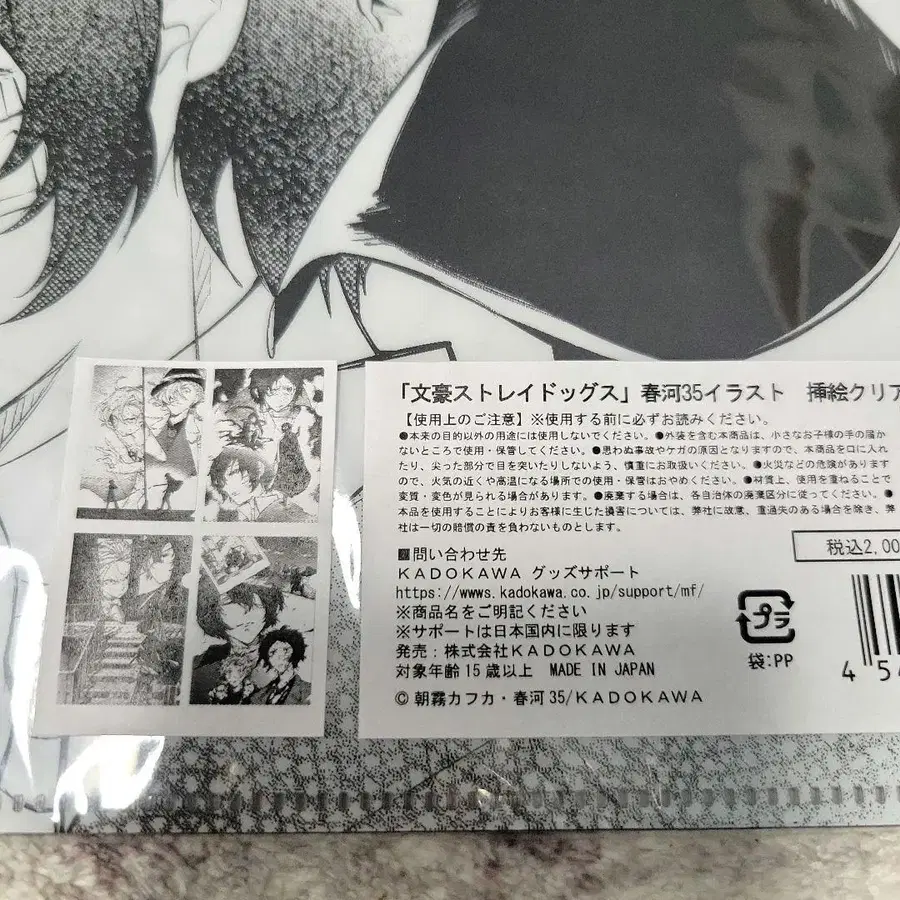 「文豪ストレイドッグス」春河35イラスト 挿絵クリア
【使用上のご注意】※使用する前に必ずお読みください。
●本来の目的以外の用途には使用しないでください。●外装を含む本商品は、小さなお子様の手の届か
ないところで使用・保管してください。●思わぬ事故やケガの原因となりますので、本商品を口に入れ
たり、尖った部分で目を突いたりしないよう、慎重にお取扱いください。●火災などの危険があります
ので、火気の近くや高温になる場所での使用・保管はおやめください。●材質上、使用を重ねることで
変質・変色が見られる場合があります。●廃棄する場合は、各自治体の廃棄区分に従ってください。●
本品を使用することによりお客様に生じた損害については、弊社に故意、重過失のある場合を除き、弊
社は一切の賠償の責を負わないものとします。
税込2,00
■問い合わせ先
KADOKAWA グッズサポート
https://wwws.kadokawa.co.jp/support/mf/
※商品名をご明記ください
※サポートは日本国内に限ります
発売：株式会社KADOKAWA
対象年齢15歳以上 MADE IN JAPAN
プラ
袋:PP
4 54
© 朝霧カフカ・春河35/KADOKAWA